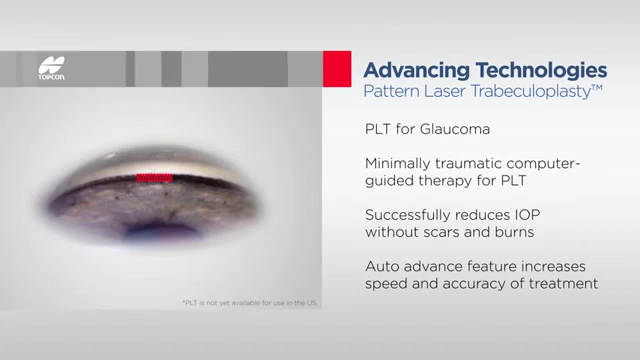 TOPCON
Advancing Technologies
Pattern Laser Trabeculoplasty™
PLT for Glaucoma
Minimally traumatic computer-
guided therapy for PLT
Successfully reduces IOP
without scars and burns
Auto advance feature increases
speed and accuracy of treatment
*PLT is not yet available for use in the US